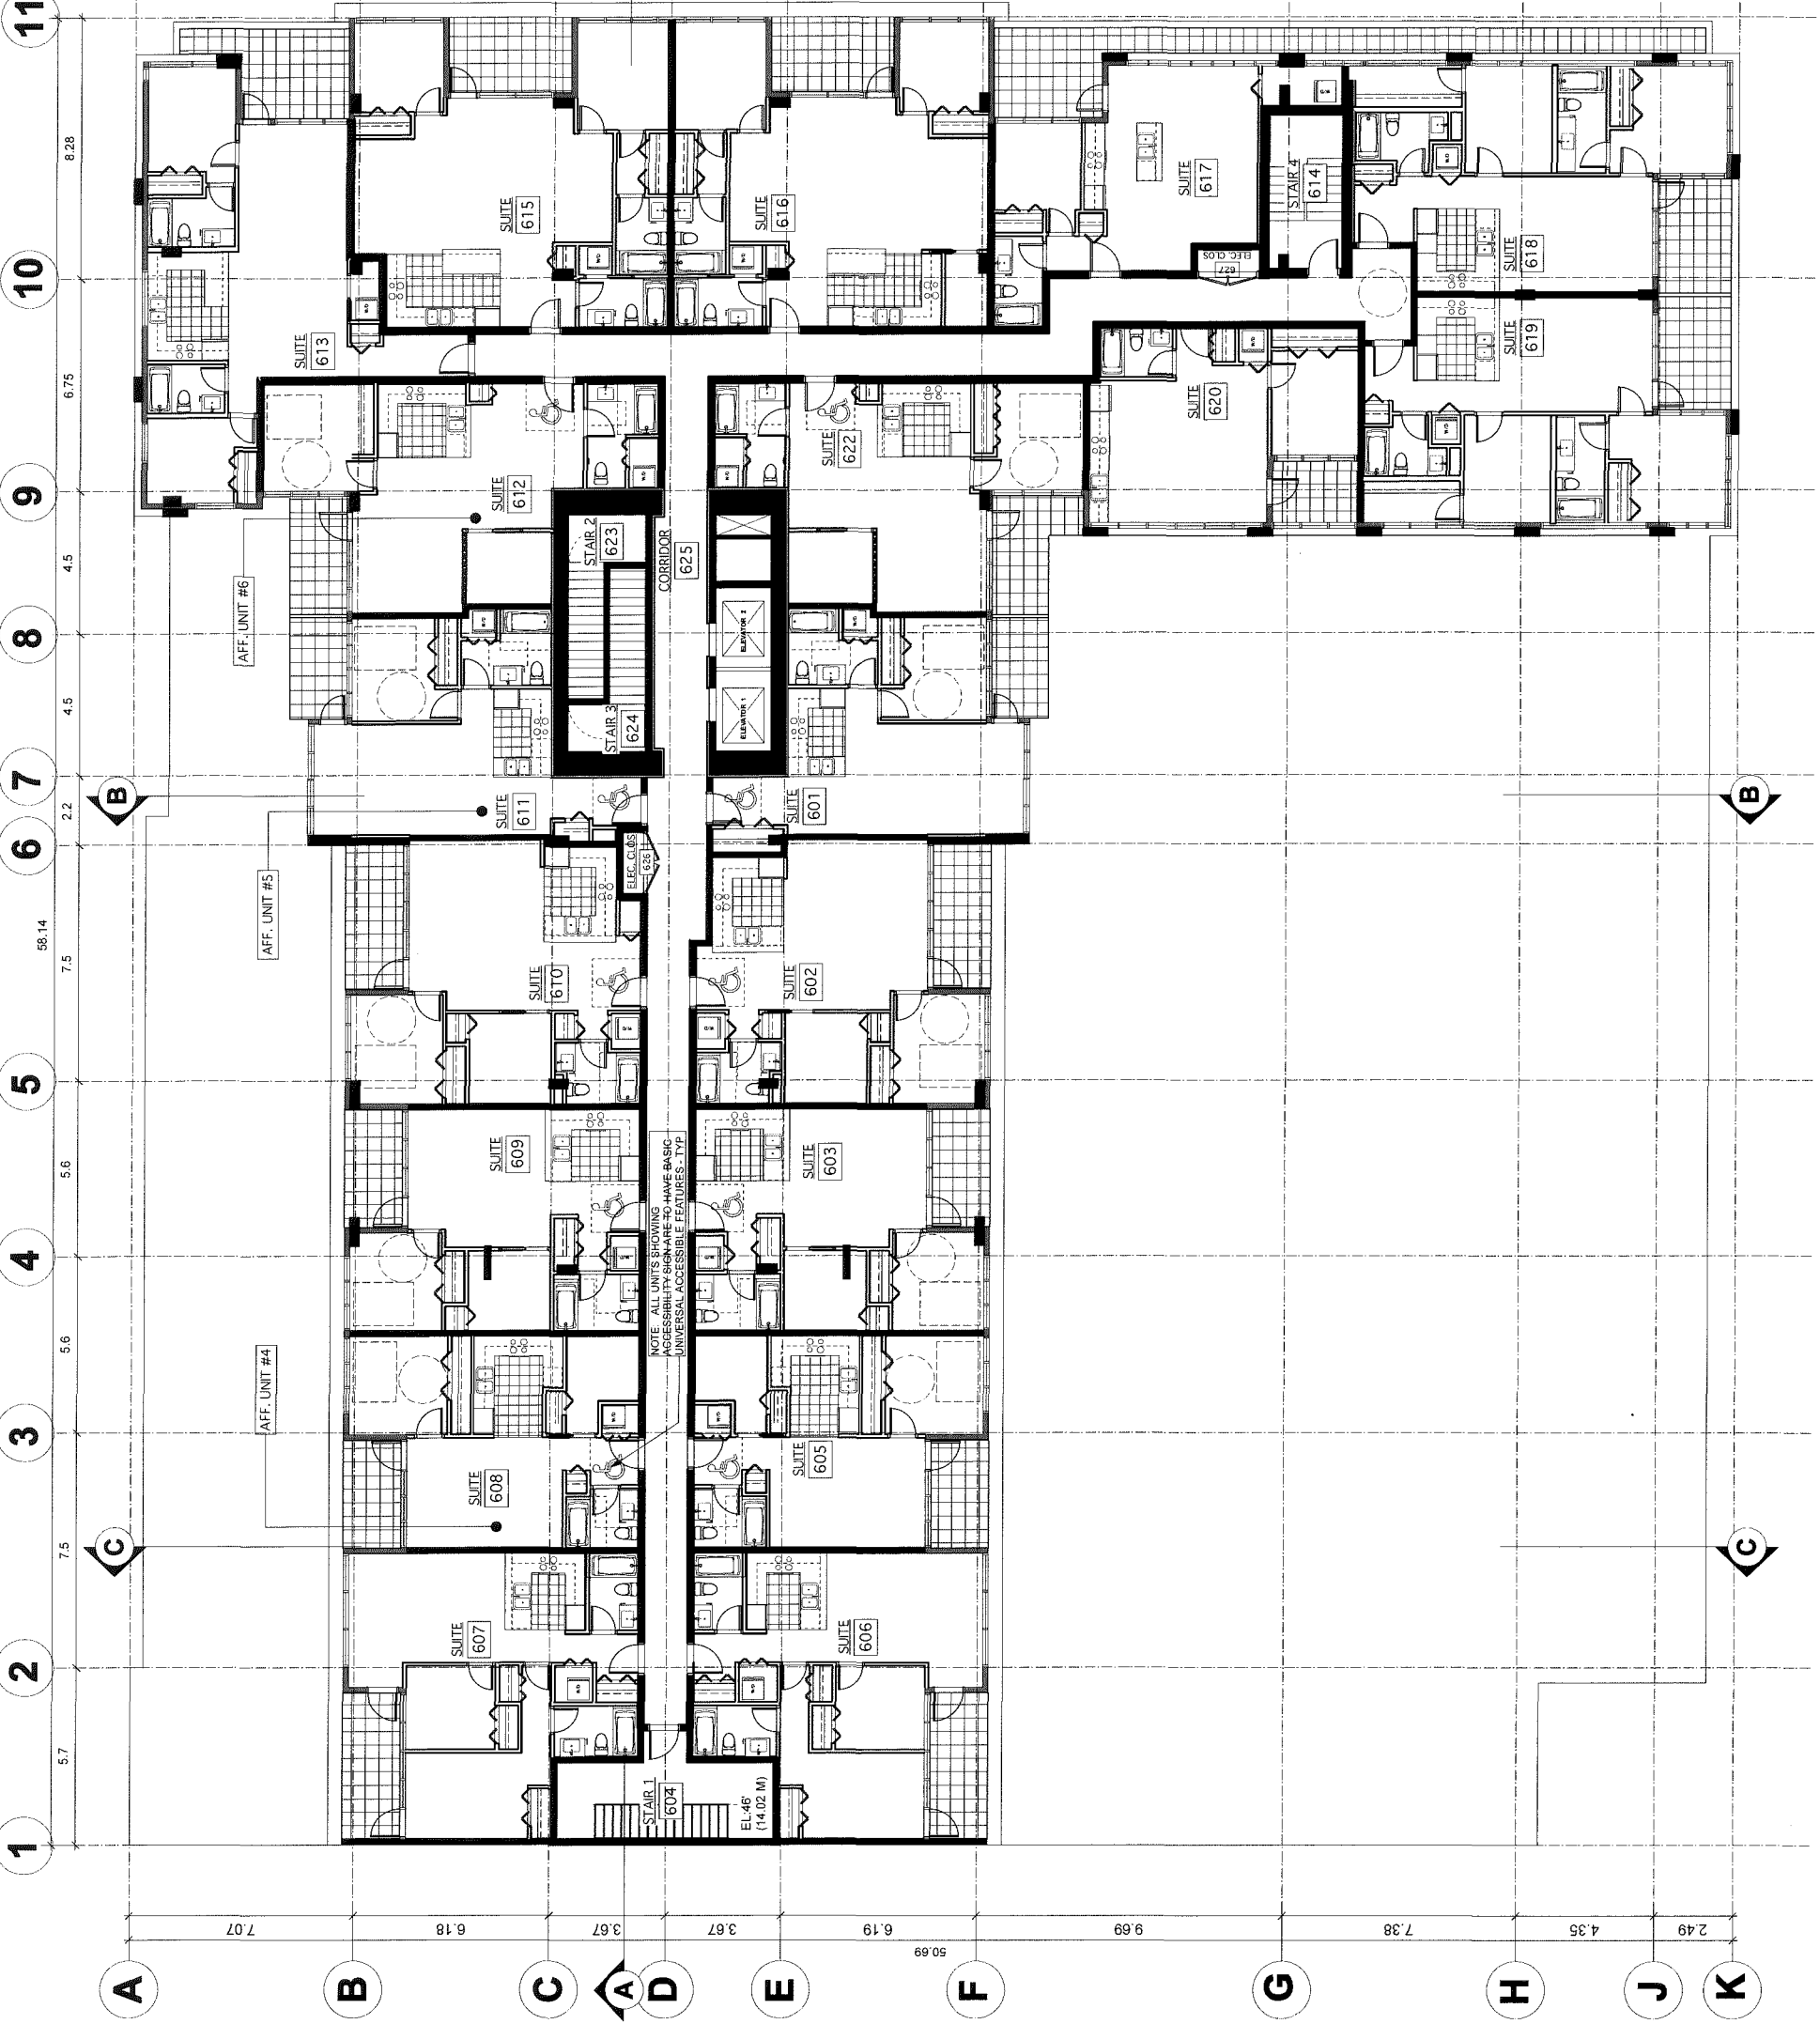 11
10
9
8
7
6
5
4
3
2
1
8.28
6.75
4.5
4.5
2.2
58.14
7.5
5.6
5.6
7.5
5.7
A
B
C
D
E
F
G
H
J
K
7.07
6.18
3.67
3.67
6.19
9.69
7.38
4.35
2.49
50.69
A
B
B
C
C
AFF. UNIT #6
AFF. UNIT #5
AFF. UNIT #4
SUITE
613
SUITE
615
SUITE
616
SUITE
617
STAIR 4
614
ELEC. CLOS
627
SUITE
618
SUITE
619
SUITE
620
SUITE
622
SUITE
612
STAIR 2
623
CORRIDOR
625
STAIR 3
624
ELEVATOR 2
ELEVATOR 1
SUITE
611
SUITE
601
ELEC. CLOS
626
SUITE
610
SUITE
602
SUITE
609
SUITE
603
NOTE: ALL UNITS SHOWING
ACCESSIBILITY SIGN ARE TO HAVE BASIC
UNIVERSAL ACCESSIBLE FEATURES - TYP
SUITE
608
SUITE
605
SUITE
607
SUITE
606
STAIR 1
604
EL:46'
(14.02 M)